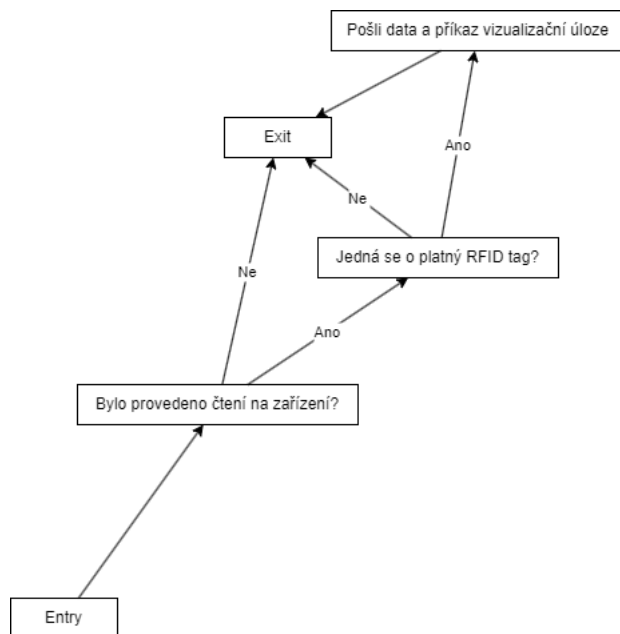 Pošli data a příkaz vizualizační úloze
Exit
Ano
Ne
Jedná se o platný RFID tag?
Ne
Ano
Bylo provedeno čtení na zařízení?
Entry